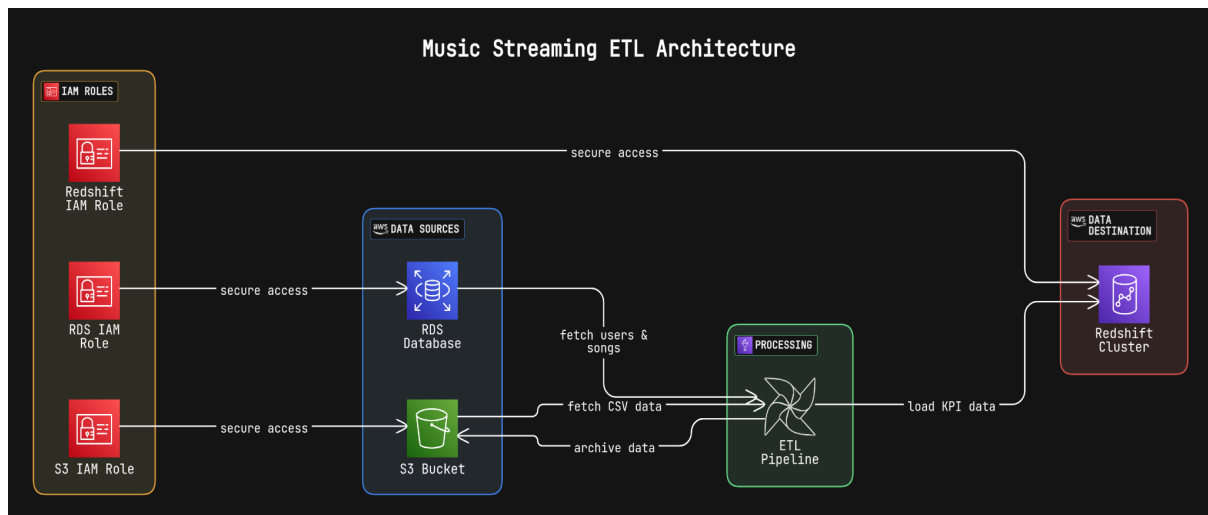 Music Streaming ETL Architecture
IAM ROLES
Redshift
IAM Role
secure access
RDS IAM
Role
secure access
S3 IAM Role
secure access
aws
DATA SOURCES
RDS
Database
S3 Bucket
fetch users &
songs
fetch CSV data
archive data
PROCESSING
ETL
Pipeline
load KPI data
aws
DATA
DESTINATION
Redshift
Cluster